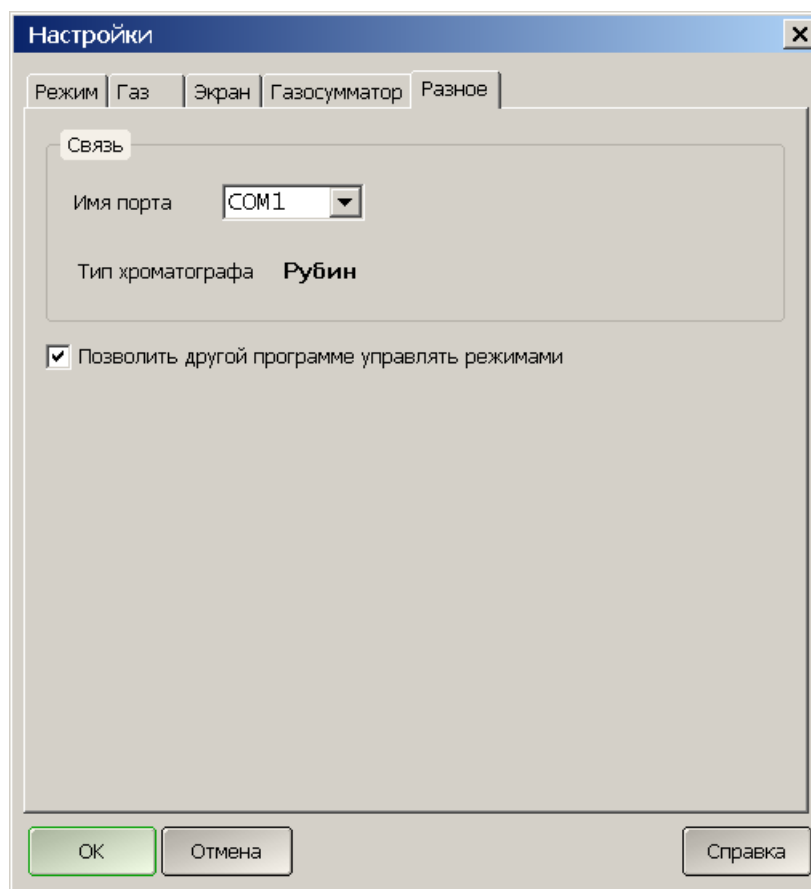 Настройки
Режим Газ Экран Газосумматор Разное
Связь
Имя порта COM1
Тип хроматографа Рубин
Позволить другой программе управлять режимами
OK Отмена Справка